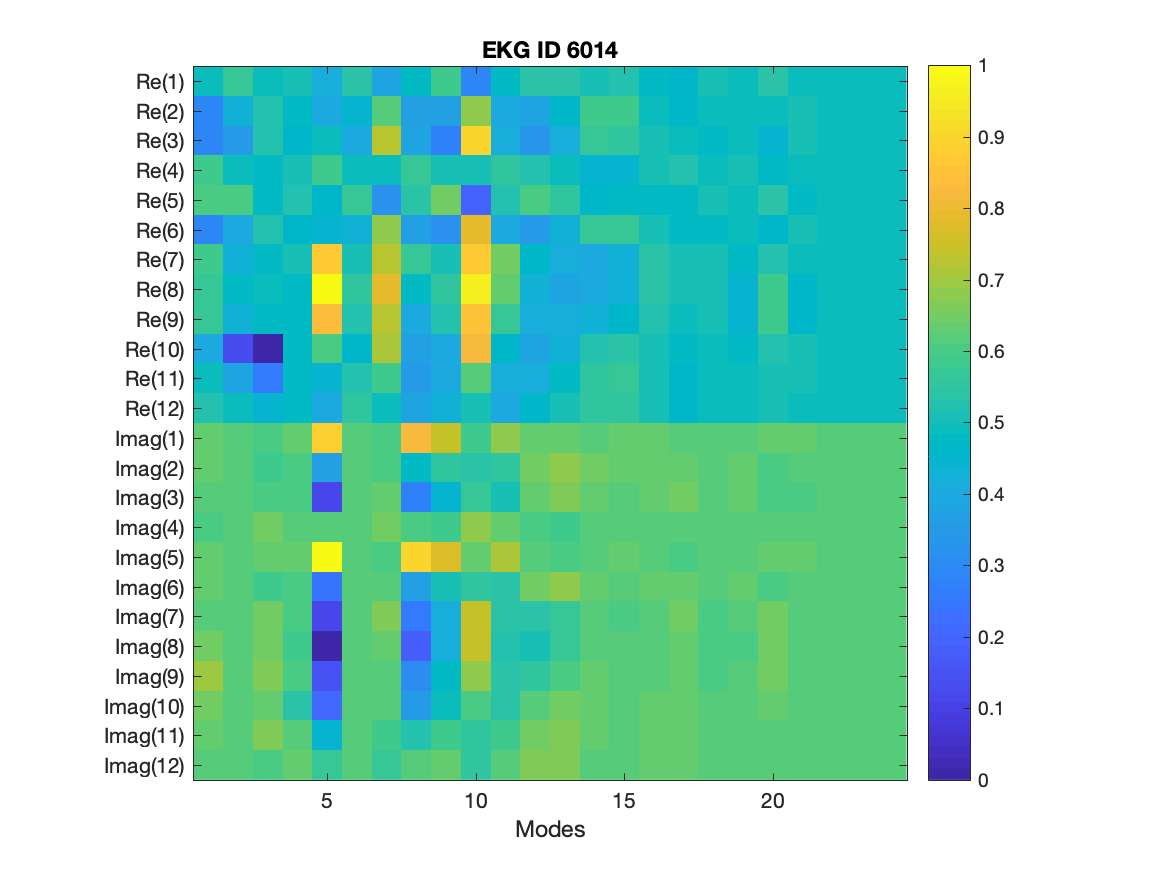 EKG ID 6014
Re(1)
Re(2)
Re(3)
Re(4)
Re(5)
Re(6)
Re(7)
Re(8)
Re(9)
Re(10)
Re(11)
Re(12)
Imag(1)
Imag(2)
Imag(3)
Imag(4)
Imag(5)
Imag(6)
Imag(7)
Imag(8)
Imag(9)
Imag(10)
Imag(11)
Imag(12)
5 10 15 20
Modes
1
0.9
0.8
0.7
0.6
0.5
0.4
0.3
0.2
0.1
0